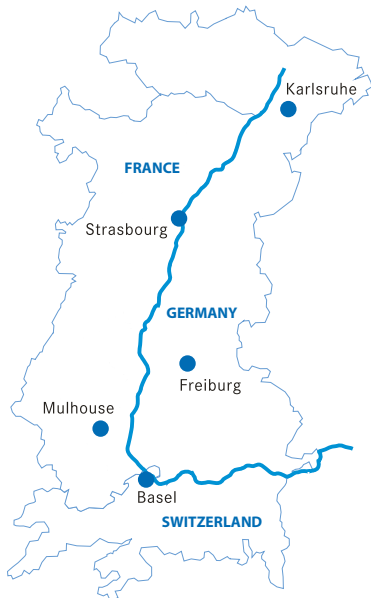 Karlsruhe
FRANCE
Strasbourg
GERMANY
Freiburg
Mulhouse
Basel
SWITZERLAND